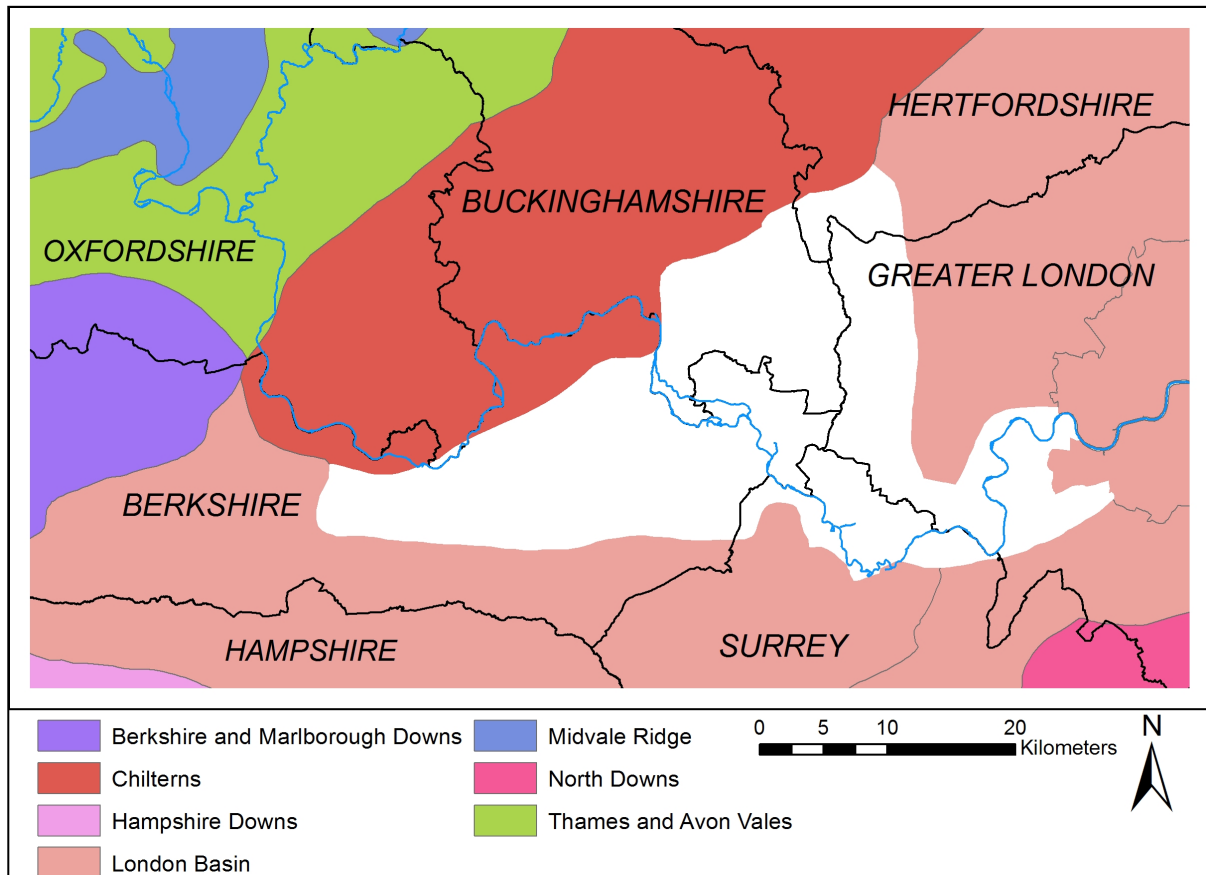 HERTFORDSHIRE
BUCKINGHAMSHIRE
OXFORDSHIRE
GREATER LONDON
BERKSHIRE
HAMPSHIRE
SURREY
Berkshire and Marlborough Downs
Chilterns
Hampshire Downs
London Basin
Midvale Ridge
North Downs
Thames and Avon Vales
0 5 10 20
Kilometers
N